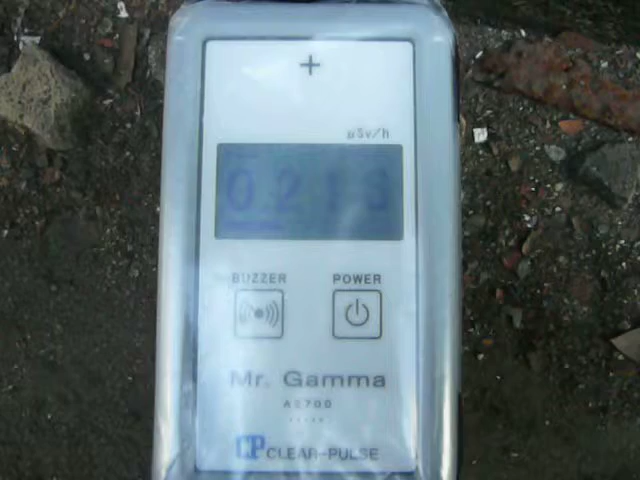 +
μSv/h
0.213
BUZZER POWER
Mr. Gamma
A2700
CP CLEAR-PULSE